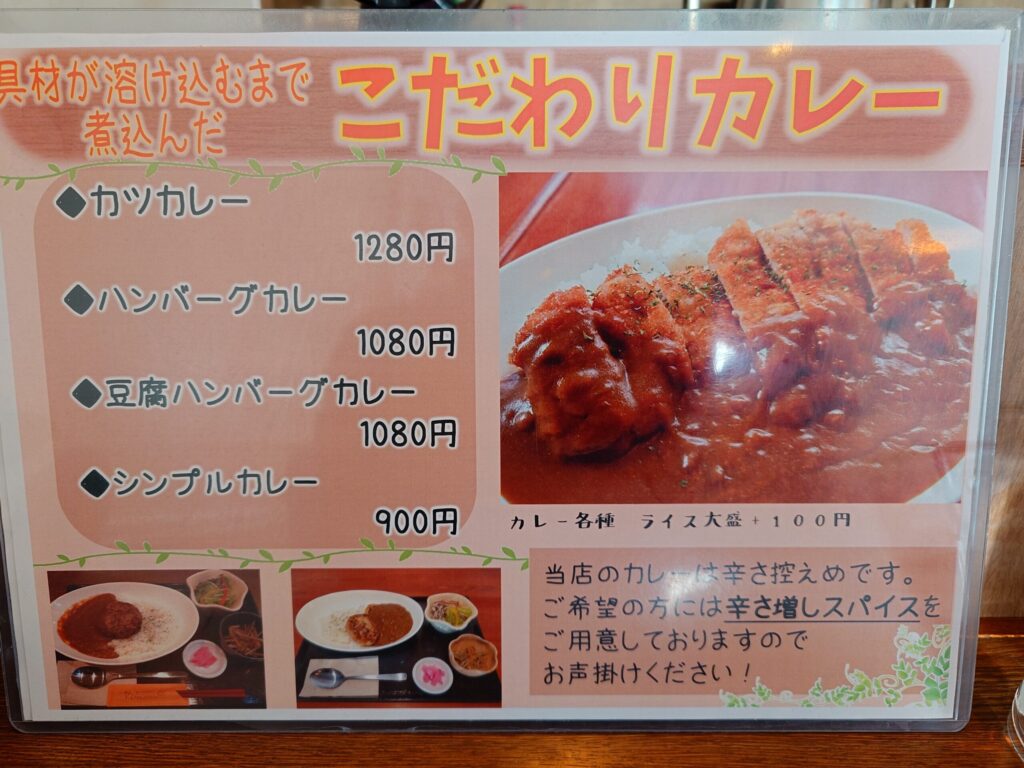 具材が溶け込むまで
煮込んだ
こだわりカレー
◆カツカレー
1280円
◆ハンバーグカレー
1080円
◆豆腐ハンバーグカレー
1080円
◆シンプルカレー
900円
カレー各種　ライス大盛+１００円
当店のカレーは辛さ控えめです。
ご希望の方には辛さ増しスパイスを
ご用意しておりますので
お声掛けください！